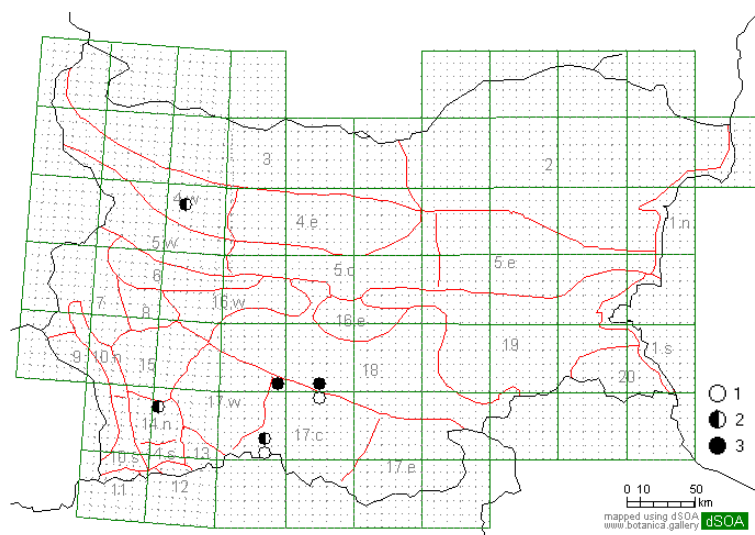 3
2
4.w
4.e
1.n
5.w
5.c
5.e
6
16.w
7
8
16.e
9
10.n
15
18
19
1.s
20
17.w
14.n
17.c
10.s
4.s
13
17.e
11
12
1
2
3
0 10 50
km
mapped using dSOA
www.botanica.gallery
dSOA